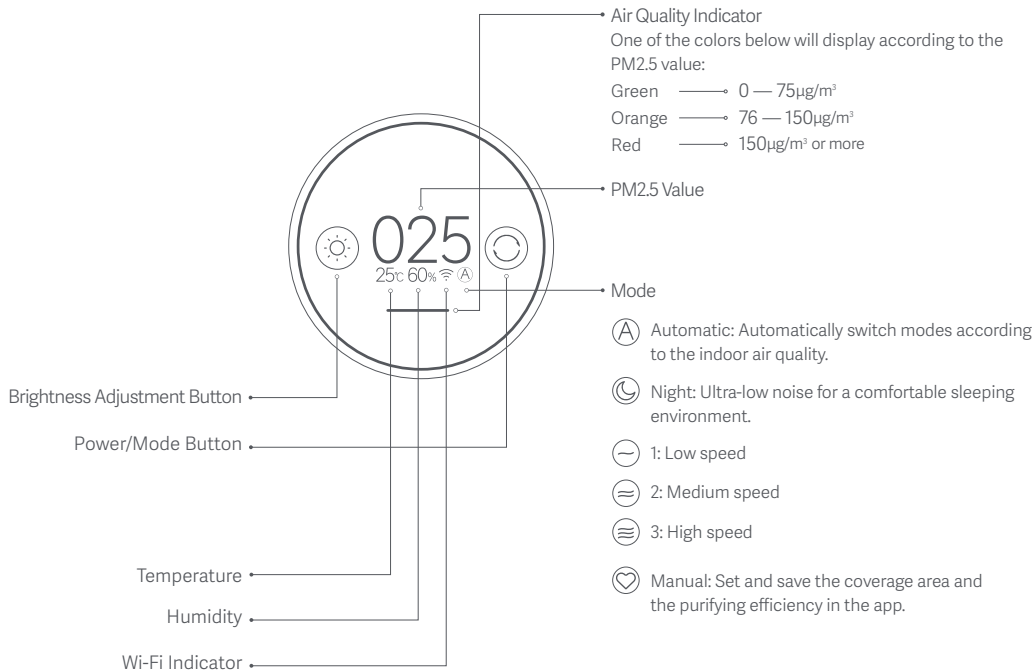 Air Quality Indicator
One of the colors below will display according to the
PM2.5 value:
Green 0 — 75μg/m³
Orange 76 — 150μg/m³
Red 150μg/m³ or more
PM2.5 Value
025
25℃ 60% A
Mode
A Automatic: Automatically switch modes according
to the indoor air quality.
Night: Ultra-low noise for a comfortable sleeping
environment.
1: Low speed
2: Medium speed
3: High speed
Manual: Set and save the coverage area and
the purifying efficiency in the app.
Brightness Adjustment Button
Power/Mode Button
Temperature
Humidity
Wi-Fi Indicator